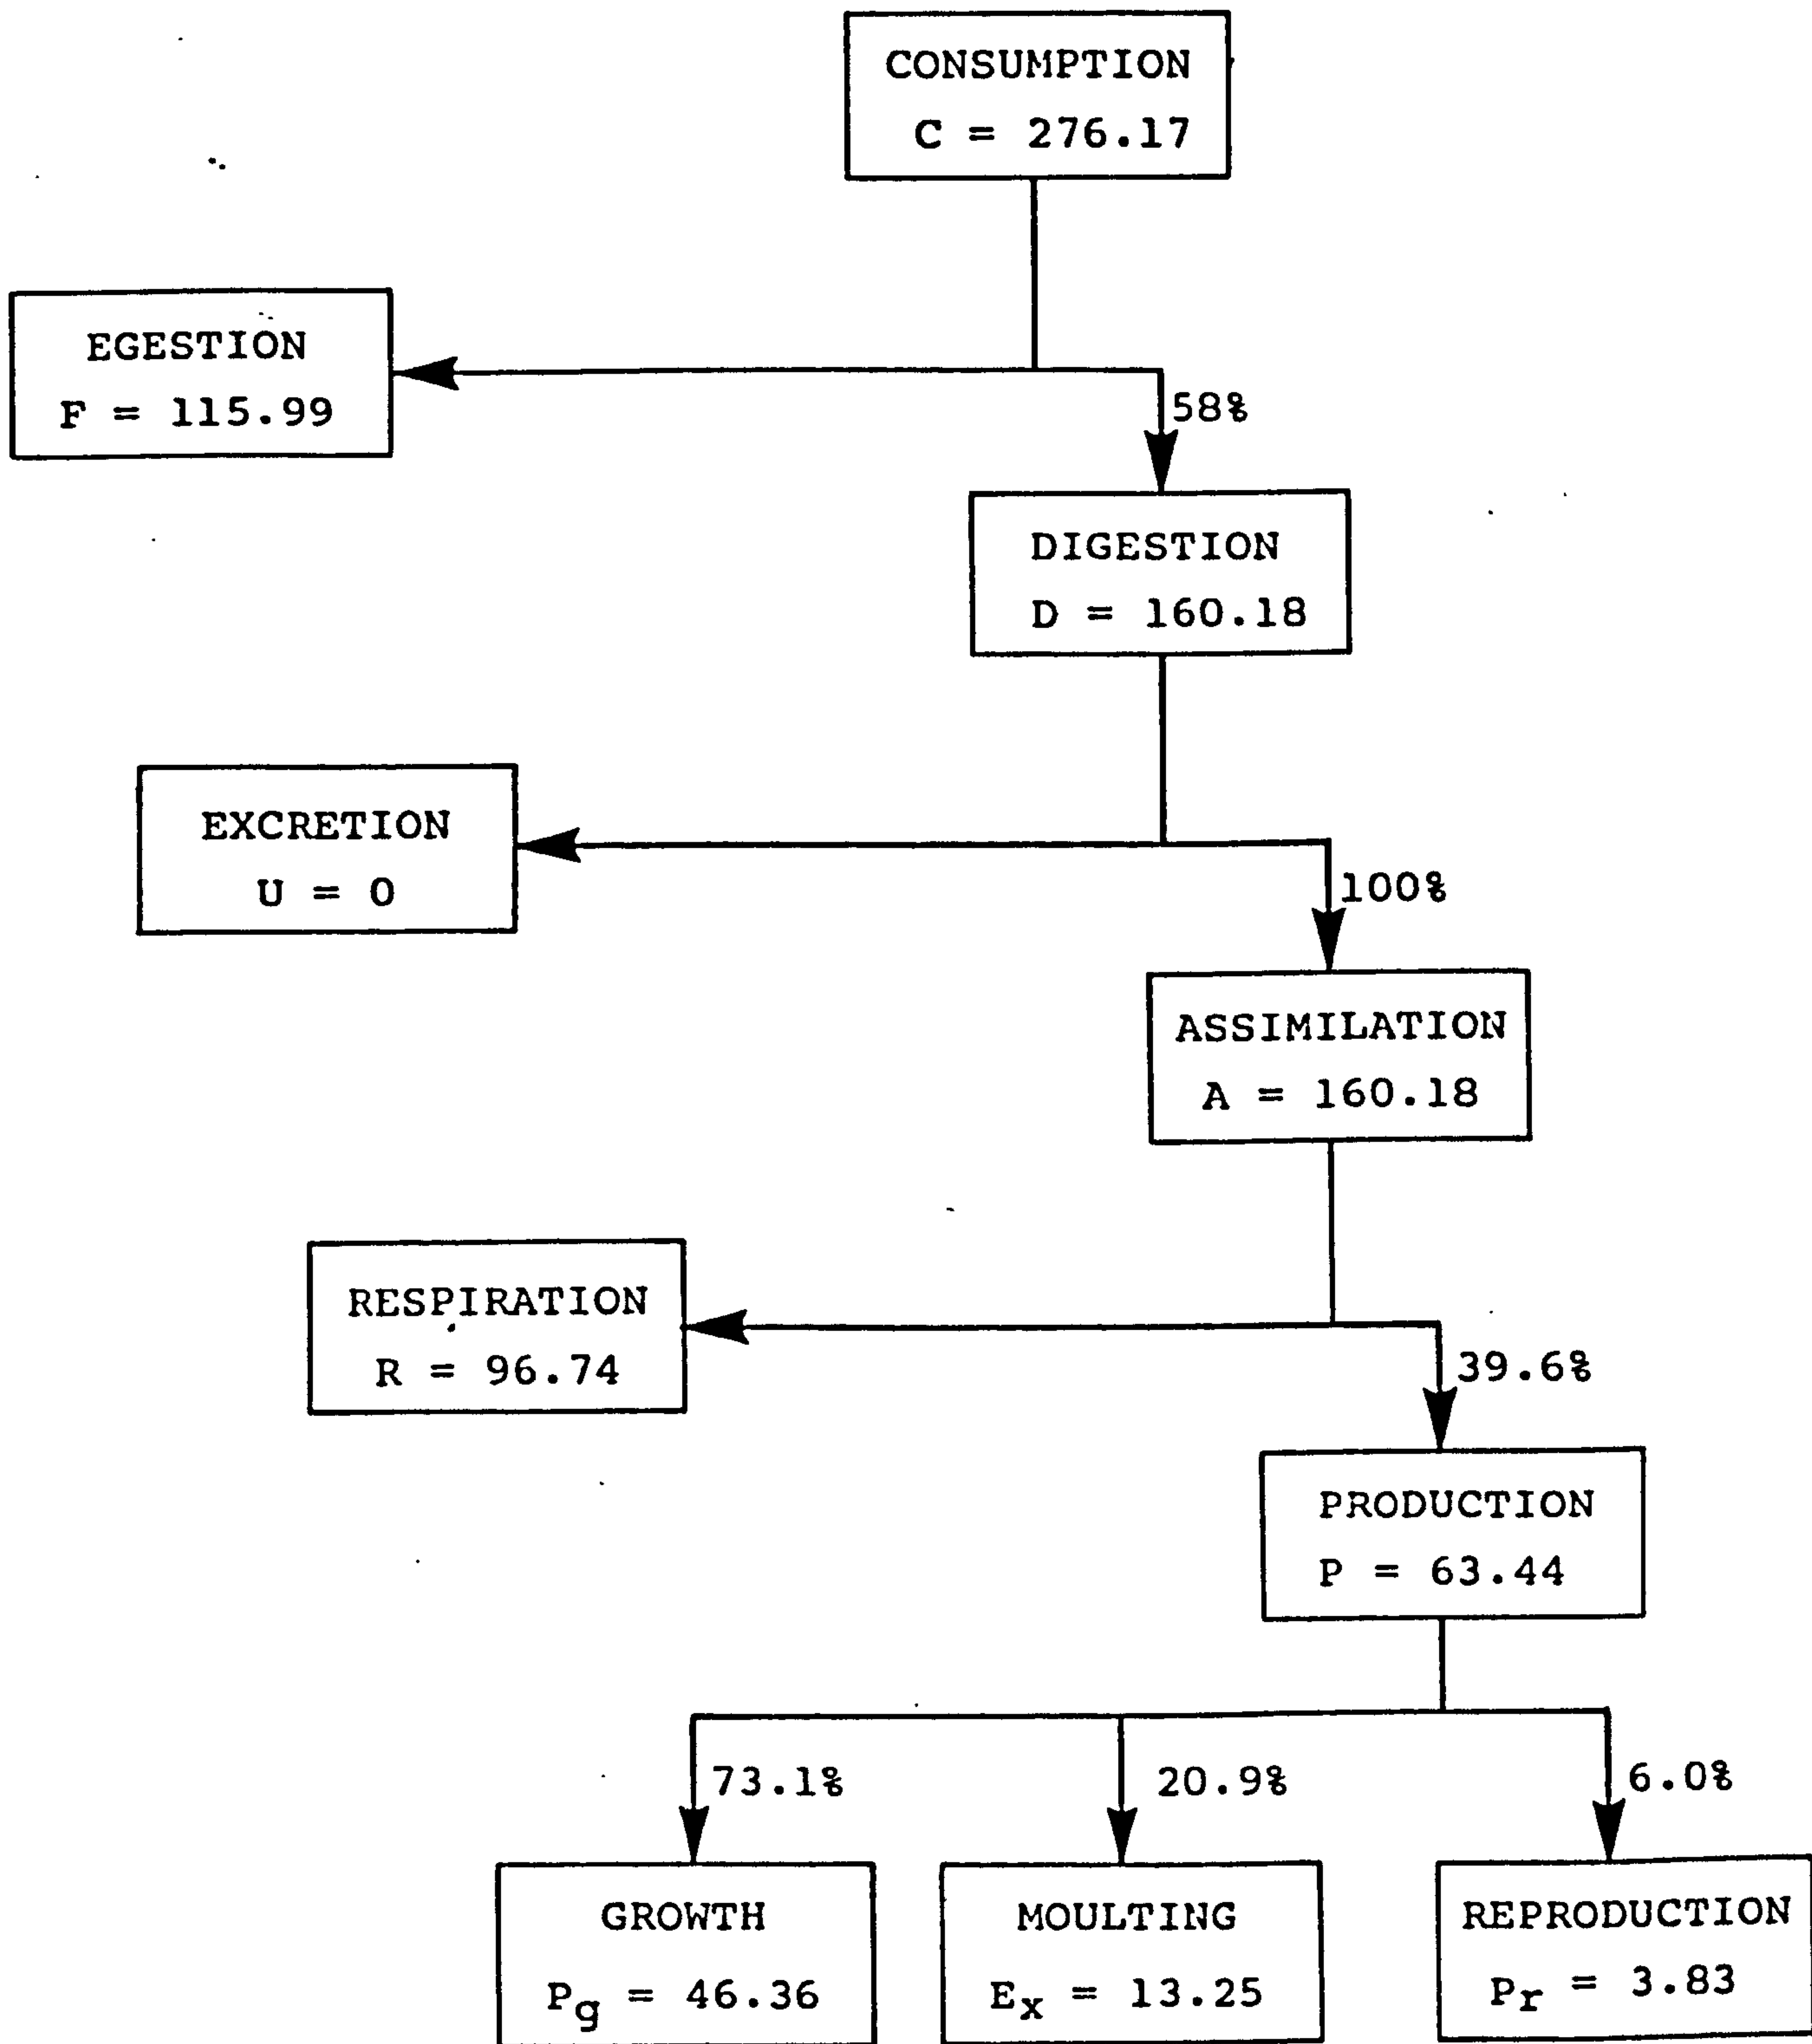 CONSUMPTION
C = 276.17
EGESTION
F = 115.99
58%
DIGESTION
D = 160.18
EXCRETION
U = 0
100%
ASSIMILATION
A = 160.18
RESPIRATION
R = 96.74
39.6%
PRODUCTION
P = 63.44
73.1%
20.9%
6.0%
GROWTH
Pg = 46.36
MOULTING
Ex = 13.25
REPRODUCTION
Pr = 3.83